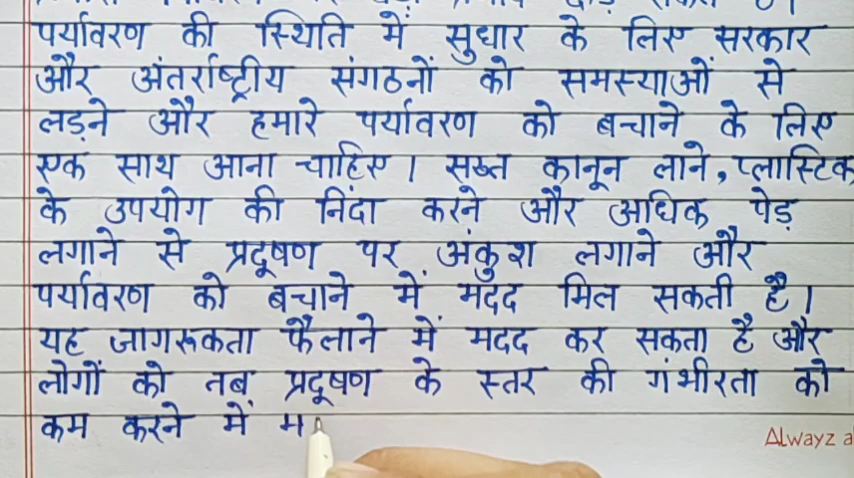 पर्यावरण की स्थिति में सुधार के लिए सरकार
और अंतर्राष्ट्रीय संगठनों को समस्याओं से
लड़ने और हमारे पर्यावरण को बचाने के लिए
एक साथ आना चाहिए। सख्त कानून लाने, प्लास्टिक
के उपयोग की निंदा करने और अधिक पेड़
लगाने से प्रदूषण पर अंकुश लगाने और
पर्यावरण को बचाने में मदद मिल सकती है।
यह जागरूकता फैलाने में मदद कर सकता है और
लोगों को तब प्रदूषण के स्तर की गंभीरता को
कम करने में म
Alwayz a